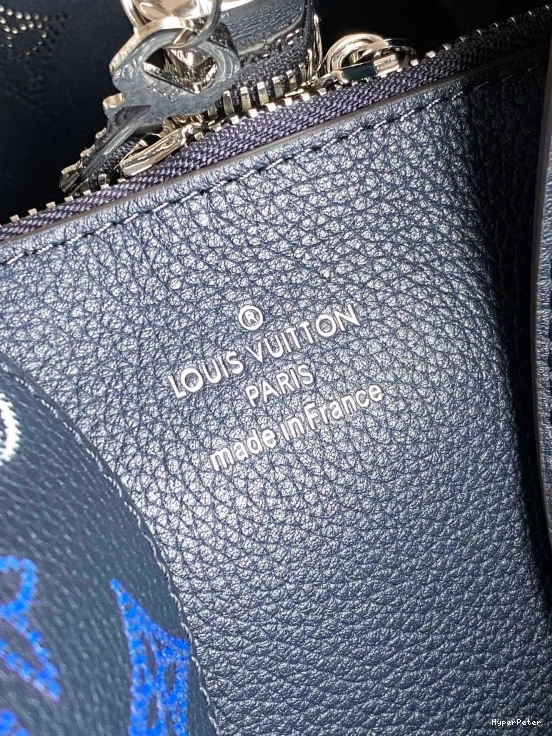 ®
LOUIS VUITTON
PARIS
made in France
HyperPeter